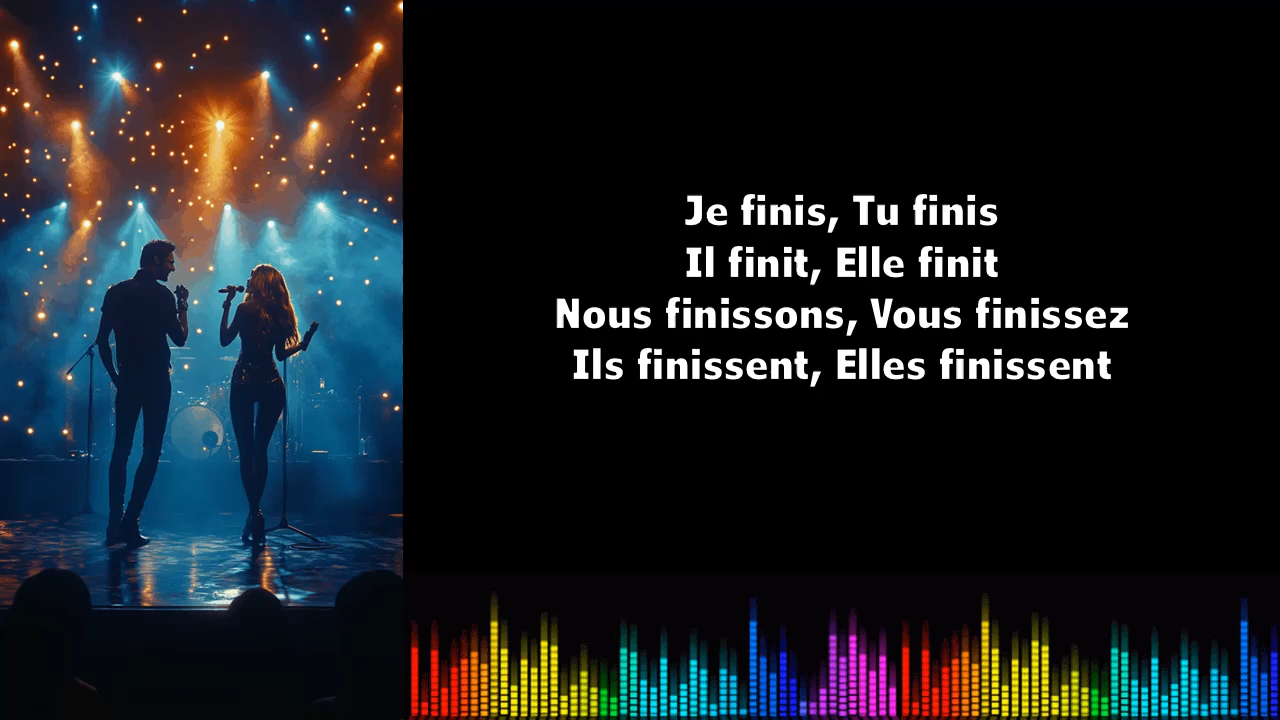 Je finis, Tu finis
Il finit, Elle finit
Nous finissons, Vous finissez
Ils finissent, Elles finissent